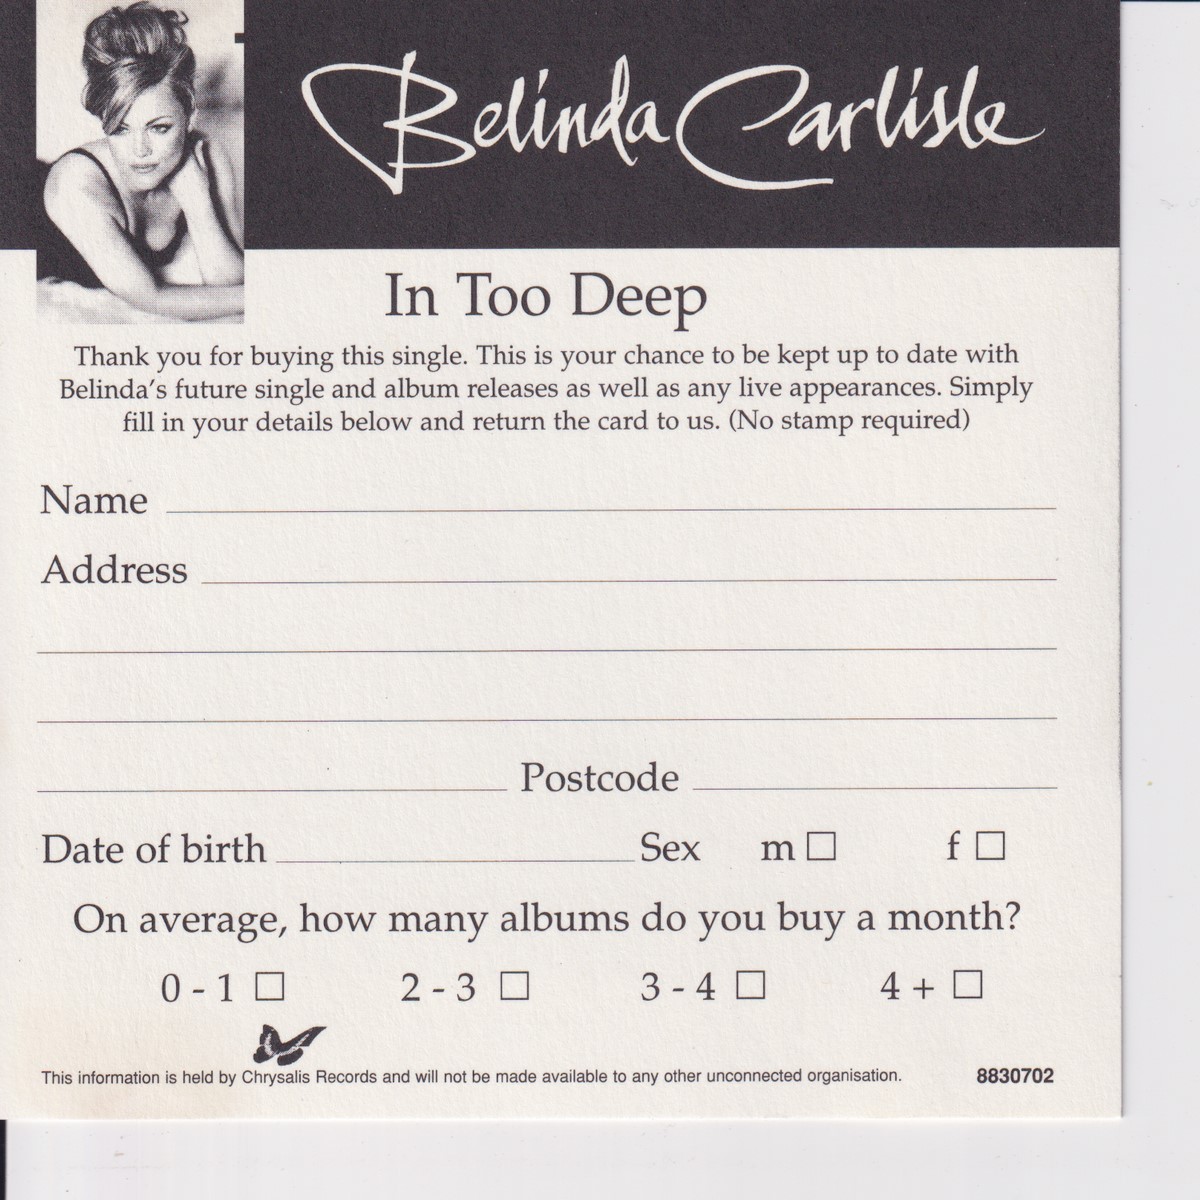 Belinda Carlisle
In Too Deep
Thank you for buying this single. This is your chance to be kept up to date with
Belinda's future single and album releases as well as any live appearances. Simply
fill in your details below and return the card to us. (No stamp required)
Name
Address
Postcode
Date of birth Sex m f
On average, how many albums do you buy a month?
0 - 1 2 - 3 3 - 4 4 +
This information is held by Chrysalis Records and will not be made available to any other unconnected organisation. 8830702